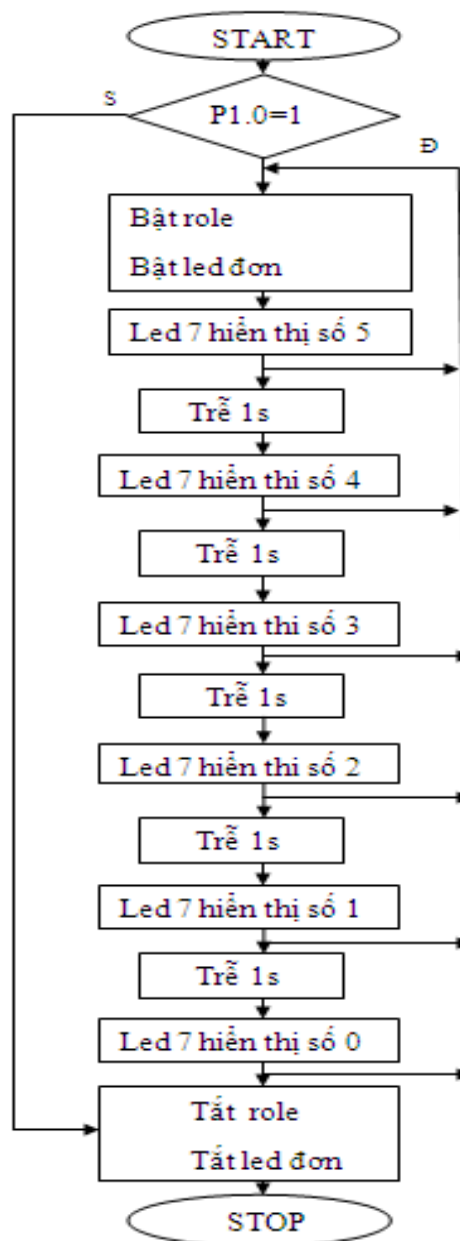 START
S
P1.0=1
Đ
Bật role
Bật led đơn
Led 7 hiển thị số 5
Trễ 1s
Led 7 hiển thi số 4
Trễ 1s
Led 7 hiển thi số 3
Trễ 1s
Led 7 hiển thi số 2
Trễ 1s
Led 7 hiển thị số 1
Trễ 1s
Led 7 hiển thị số 0
Tắt role
Tắt led đơn
STOP